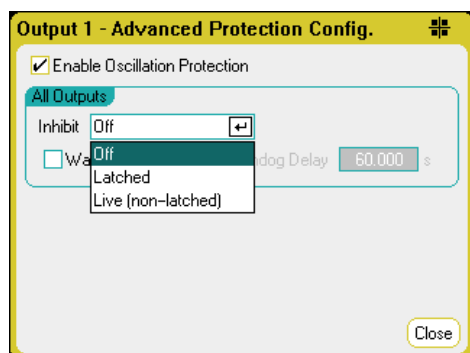 Output 1 - Advanced Protection Config.
Enable Oscillation Protection
All Outputs
Inhibit Off
Off
Latched
Live (non-latched)
Delay 60.000 s
Close